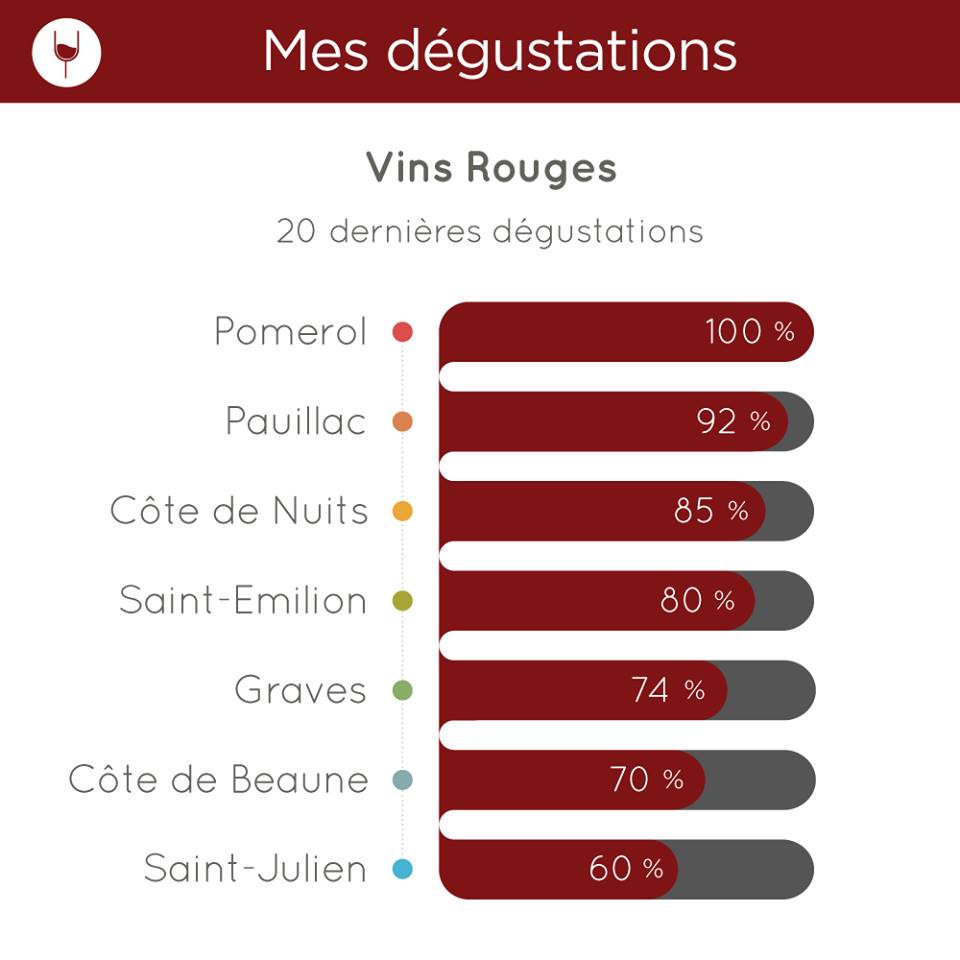 Mes dégustations
Vins Rouges
20 dernières dégustations
Pomerol 100 %
Pauillac 92 %
Côte de Nuits 85 %
Saint-Emilion 80 %
Graves 74 %
Côte de Beaune 70 %
Saint-Julien 60 %